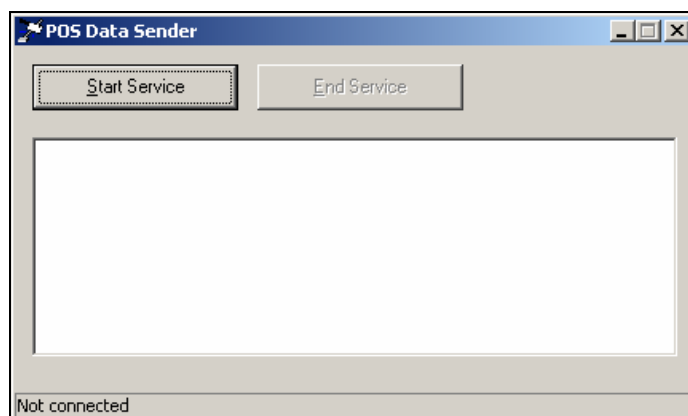 POS Data Sender
Start Service End Service
Not connected